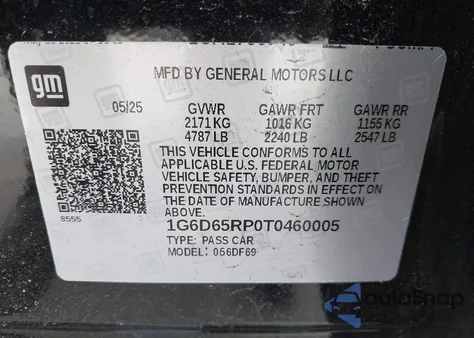 gm
MFD BY GENERAL MOTORS LLC
05/25 GVWR GAWR FRT GAWR RR
2171 KG 1016 KG 1155 KG
4787 LB 2240 LB 2547 LB
THIS VEHICLE CONFORMS TO ALL
APPLICABLE U.S. FEDERAL MOTOR
VEHICLE SAFETY, BUMPER, AND THEFT
PREVENTION STANDARDS IN EFFECT ON
THE DATE OF MANUFACTURE SHOWN
ABOVE.
8555
1G6D65RP0T0460005
TYPE: PASS CAR
MODEL: 056DF69
AutoSnap